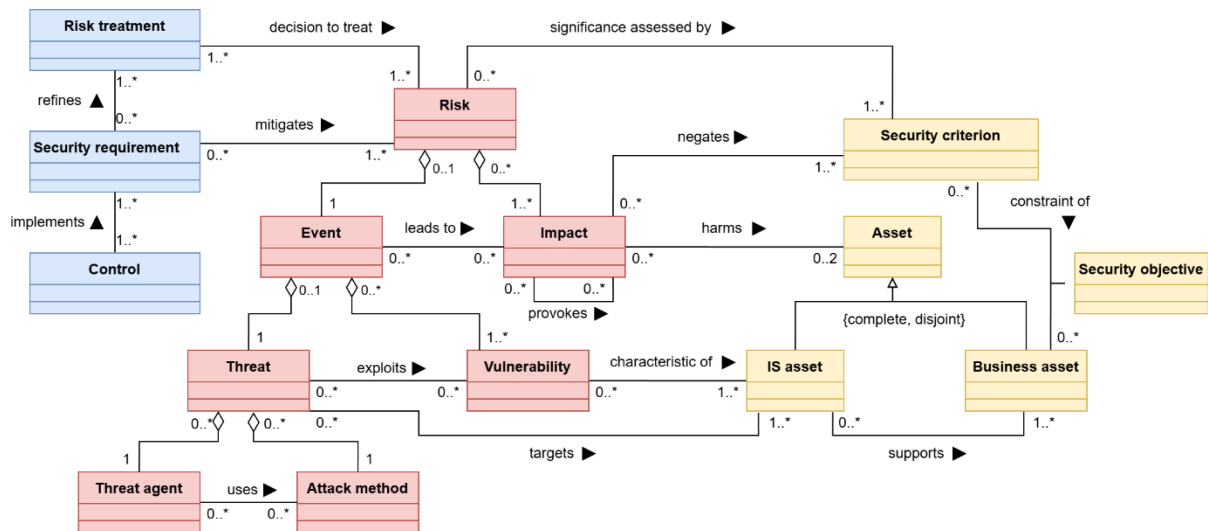 Risk treatment
decision to treat ▶
significance assessed by ▶
1..*
1..*
0..*
1..*
1..*
refines ▲
0..*
Risk
Security requirement
mitigates ▶
0..*
1..*
negates ▶
1..*
Security criterion
0..1
0..*
0..*
1..*
implements ▲
1..*
1
1..*
0..*
constraint of
▼
Control
Event
leads to ▶
0..*
0..*
Impact
harms ▶
0..*
0..2
Asset
Security objective
0..1
0..*
0..*
0..*
provokes ▶
{complete, disjoint}
1
1..*
0..*
Threat
exploits ▶
0..*
0..*
Vulnerability
characteristic of ▶
0..*
1..*
IS asset
Business asset
0..*
0..*
0..*
1..*
0..*
1..*
targets ▶
supports ▶
1
1
Threat agent
uses ▶
0..*
0..*
Attack method